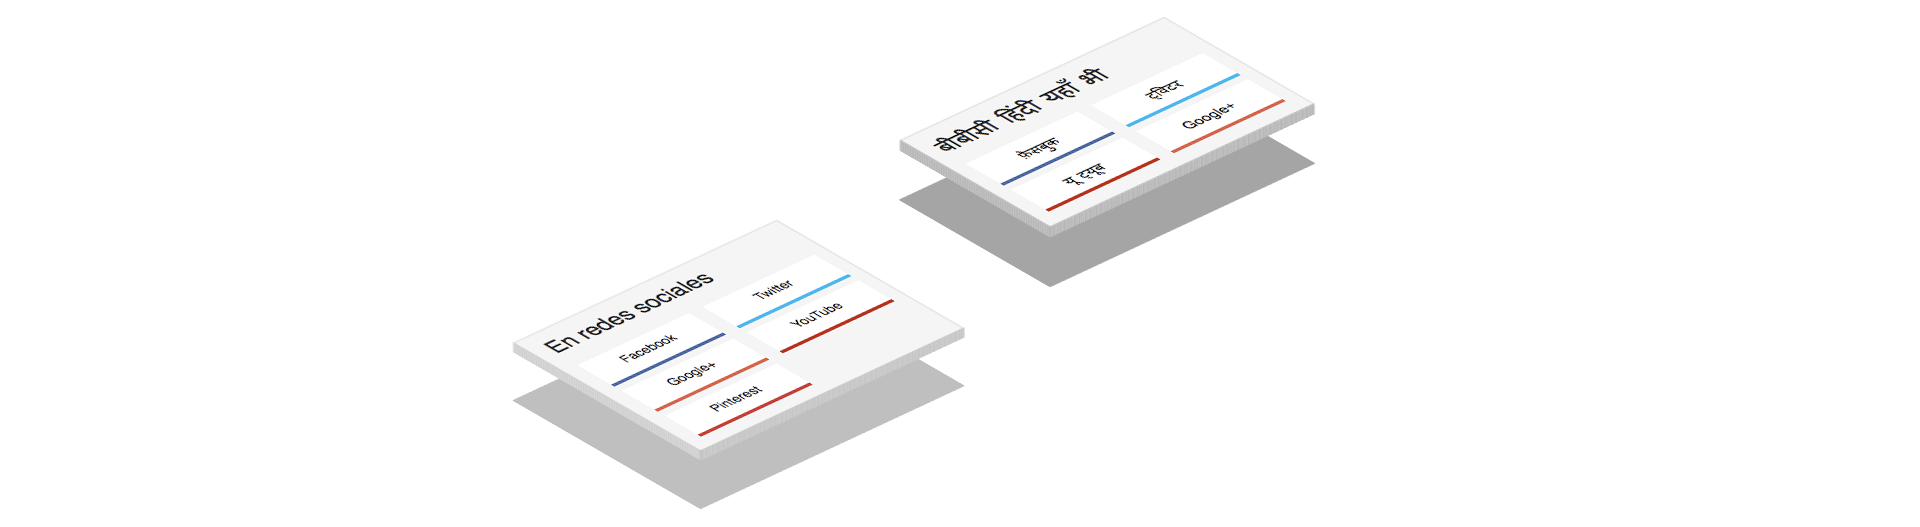 En redes sociales
Facebook
Twitter
Google+
YouTube
Pinterest
बीबीसी हिंदी यहाँ भी
फ़ेसबुक
ट्विटर
यू ट्यूब
Google+